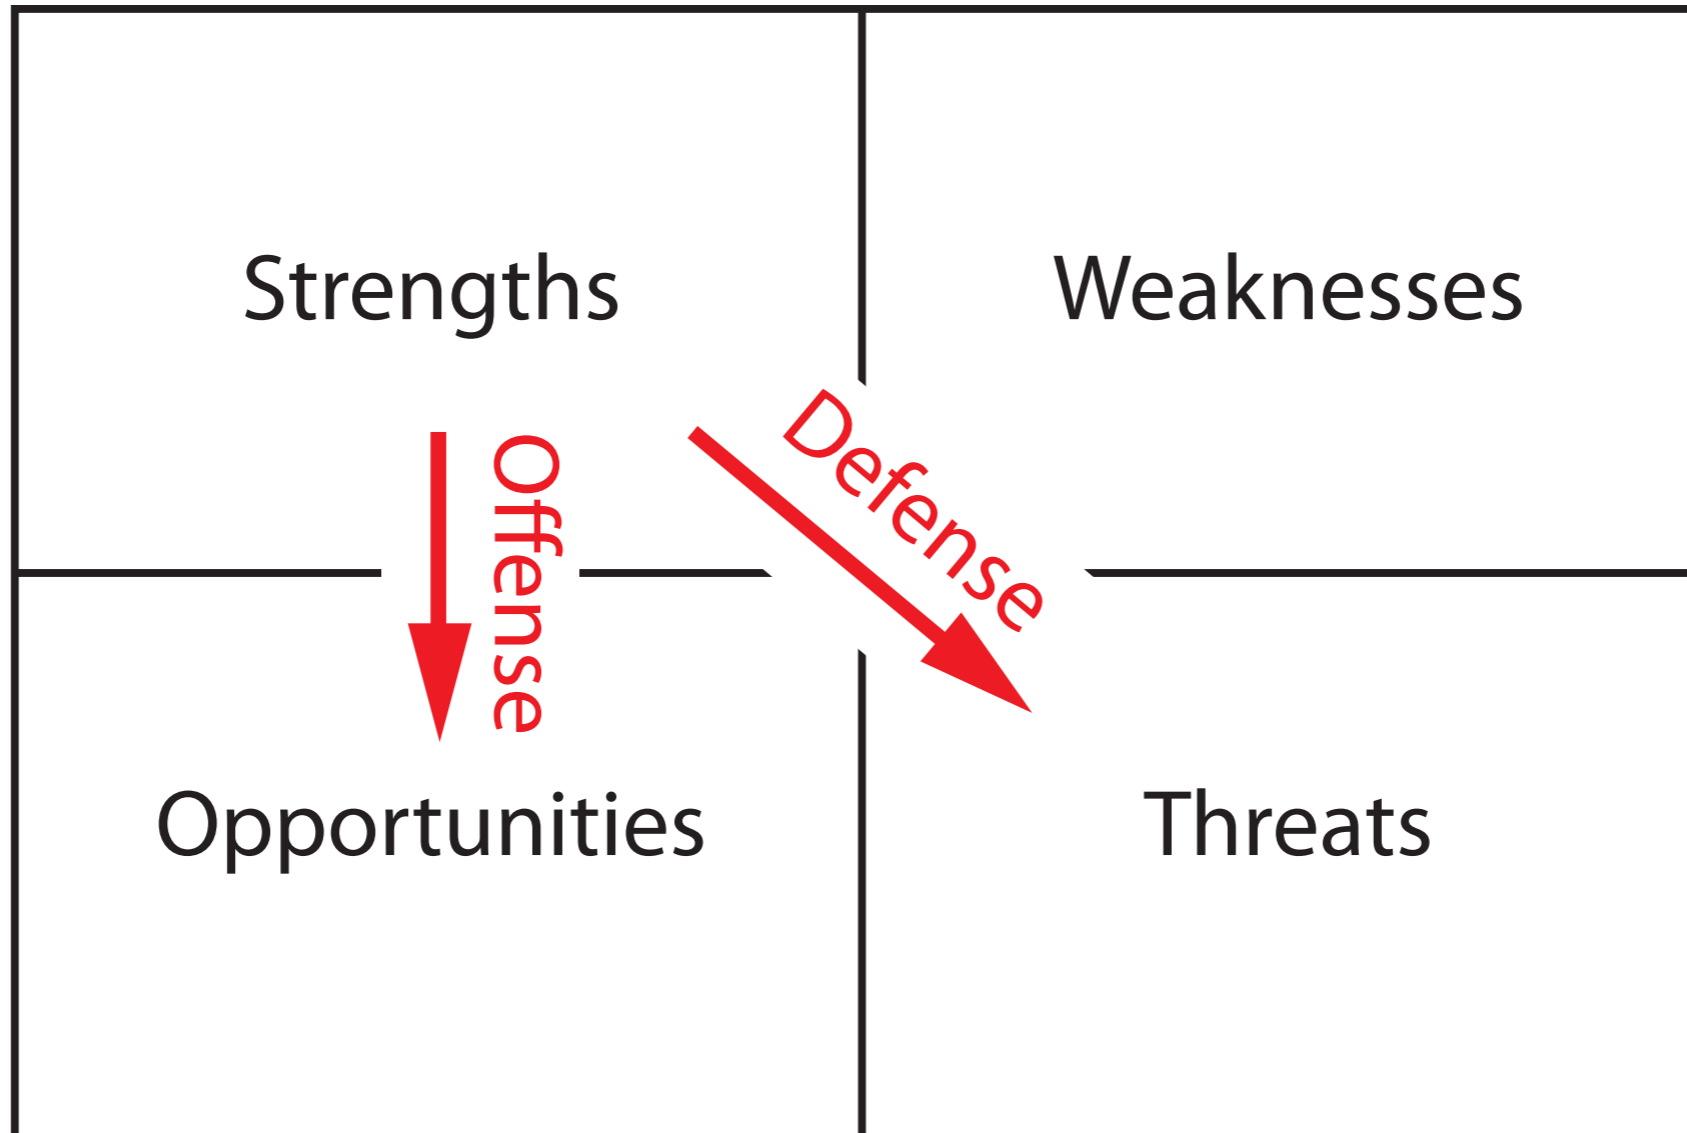 Strengths
Weaknesses
Offense
Defense
Opportunities
Threats